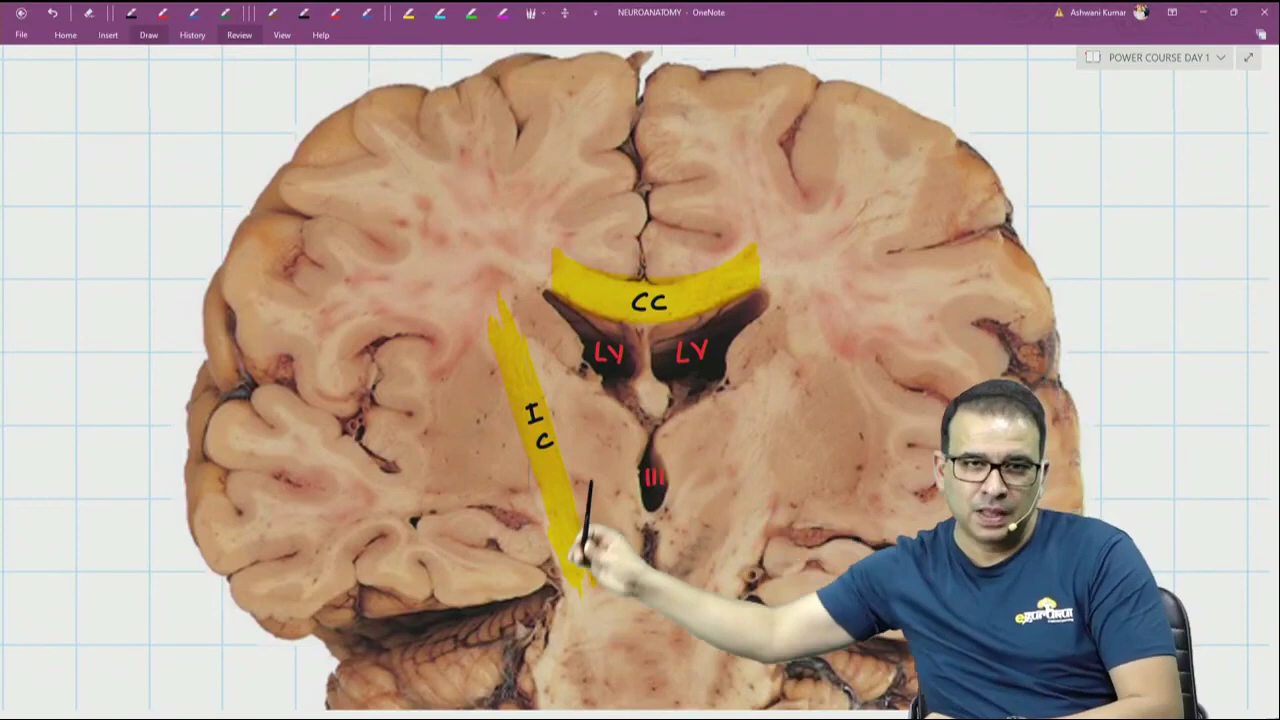 NEUROANATOMY - OneNote
Ashwani Kumar
File Home Insert Draw History Review View Help
POWER COURSE DAY 1
CC
LV LV
I
C
III
eGURUKUL